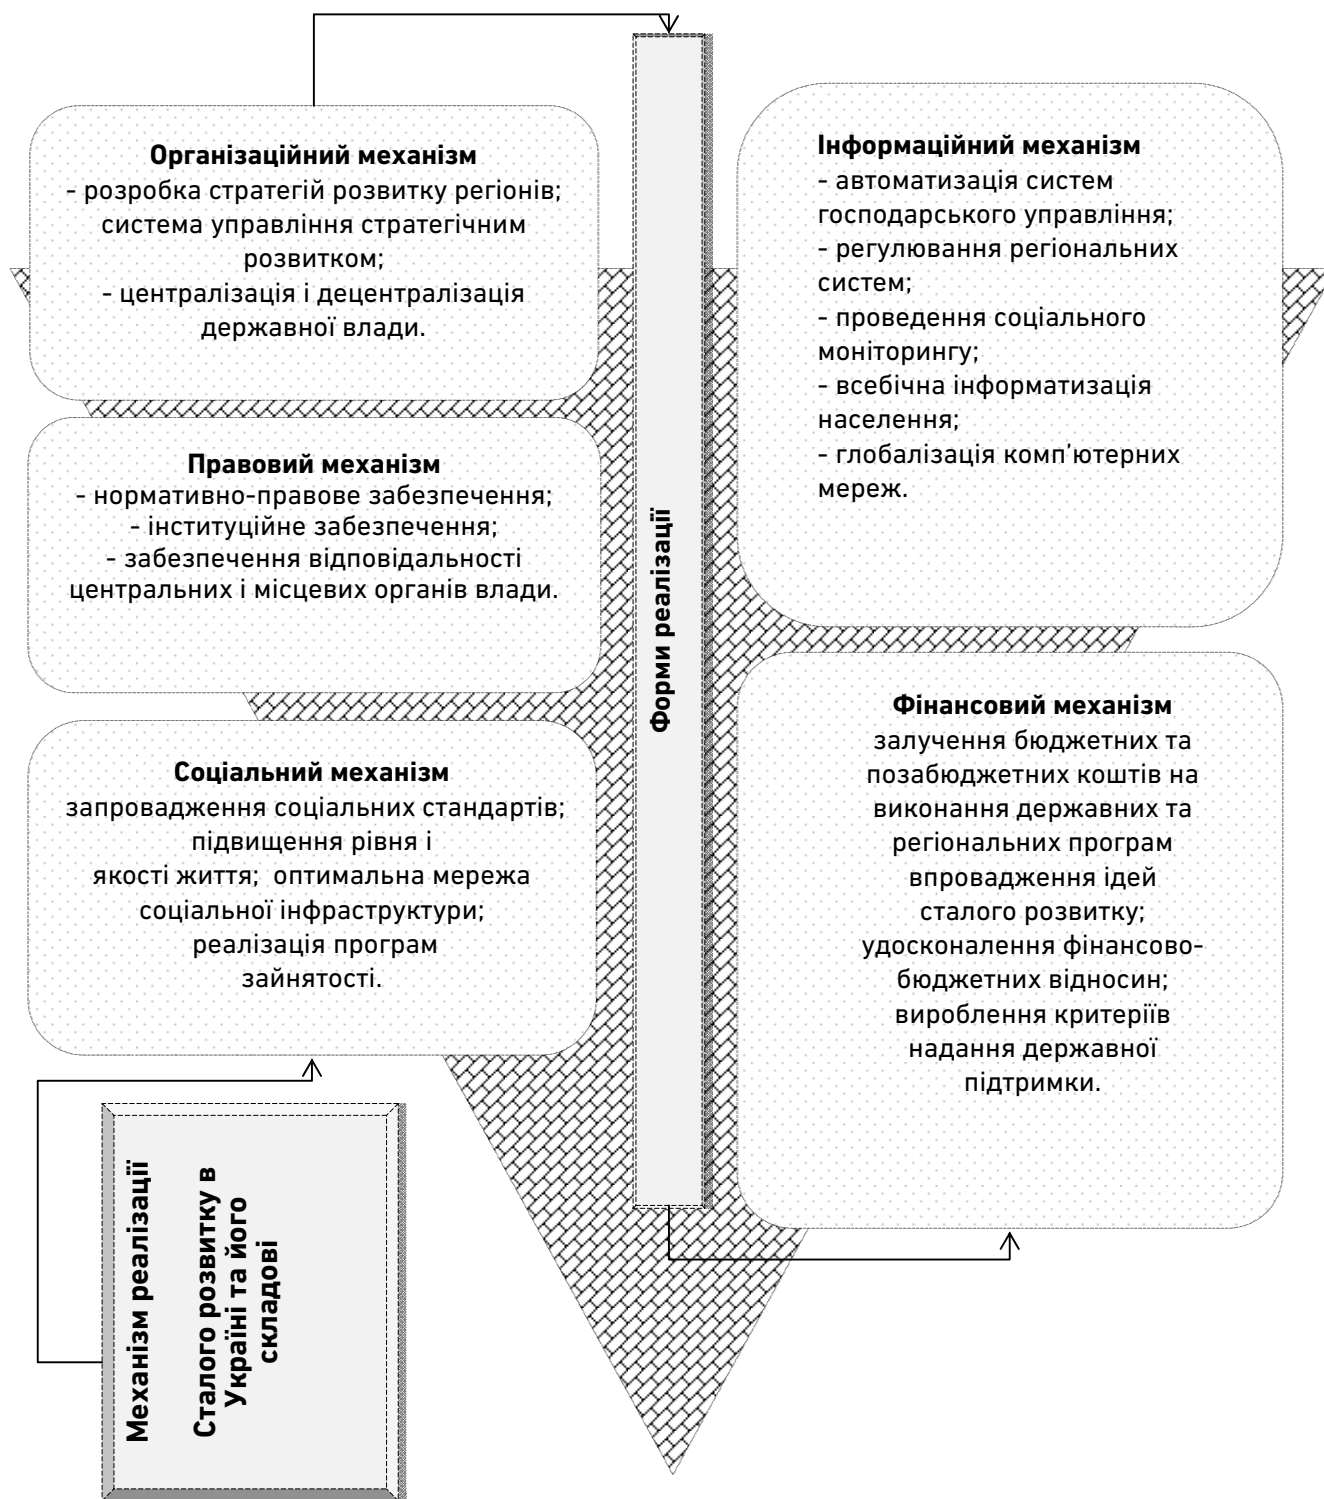 Організаційний механізм
- розробка стратегій розвитку регіонів;
система управління стратегічним
розвитком;
- централізація і децентралізація
державної влади.
Правовий механізм
- нормативно-правове забезпечення;
- інституційне забезпечення;
- забезпечення відповідальності
центральних і місцевих органів влади.
Соціальний механізм
запровадження соціальних стандартів;
підвищення рівня і
якості життя; оптимальна мережа
соціальної інфраструктури;
реалізація програм
зайнятості.
Механізм реалізації
Сталого розвитку в
Україні та його
складові
Форми реалізації
Інформаційний механізм
- автоматизація систем
господарського управління;
- регулювання регіональних
систем;
- проведення соціального
моніторингу;
- всебічна інформатизація
населення;
- глобалізація комп'ютерних
мереж.
Фінансовий механізм
залучення бюджетних та
позабюджетних коштів на
виконання державних та
регіональних програм
впровадження ідей
сталого розвитку;
удосконалення фінансово-
бюджетних відносин;
вироблення критеріїв
надання державної
підтримки.